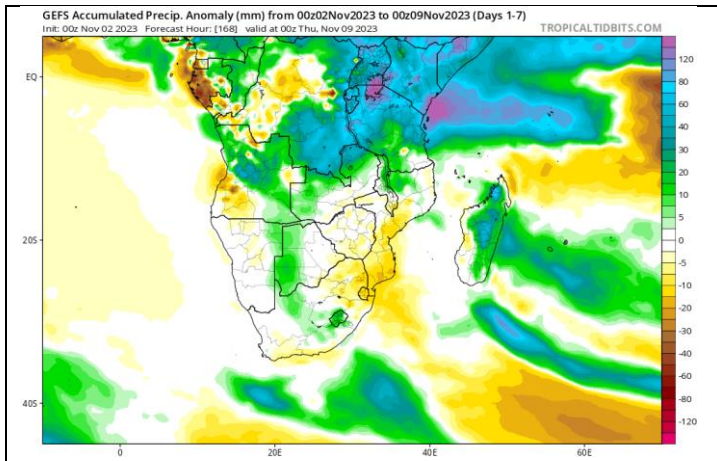 GEFS Accumulated Precip. Anomaly (mm) from 00z02Nov2023 to 00z09Nov2023 (Days 1-7)
Init: 00z Nov 02 2023 Forecast Hour: [168] valid at 00z Thu, Nov 09 2023 TROPICALTIDBITS.COM
EQ
20S
40S
0
20E
40E
60E
120
80
60
40
30
20
10
5
0
-5
-10
-20
-30
-40
-60
-80
-120